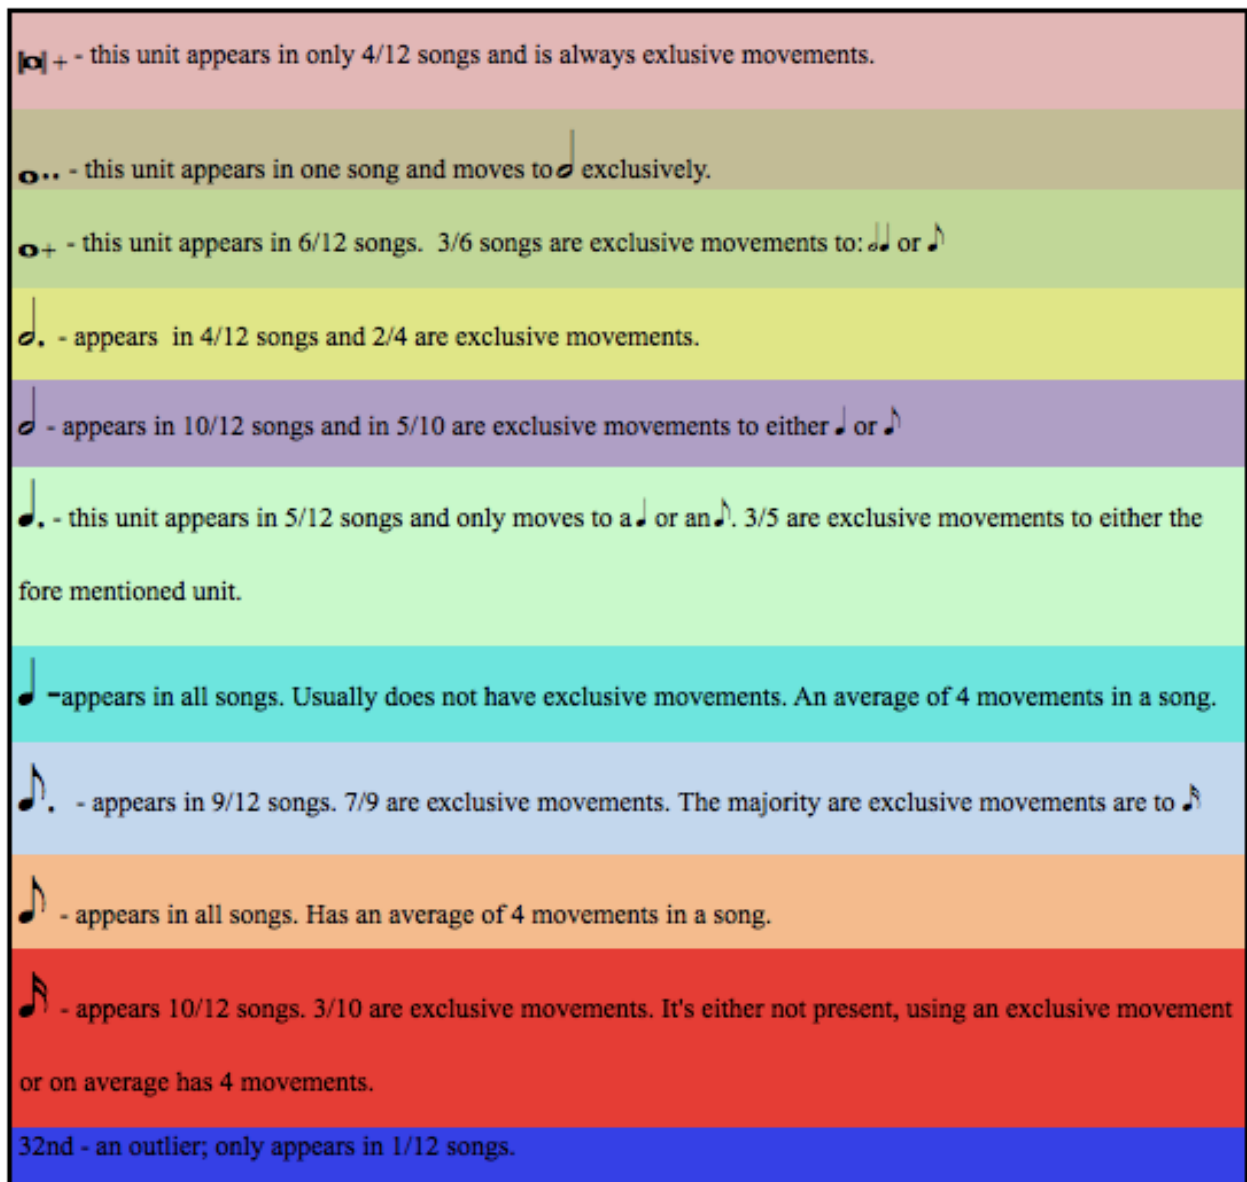 𝅜 + - this unit appears in only 4/12 songs and is always exlusive movements.
𝅝.. - this unit appears in one song and moves to 𝅗𝅥 exclusively.
𝅝 + - this unit appears in 6/12 songs. 3/6 songs are exclusive movements to: 𝅗𝅥 ♩ or ♪
𝅗𝅥. - appears in 4/12 songs and 2/4 are exclusive movements.
𝅗𝅥 - appears in 10/12 songs and in 5/10 are exclusive movements to either ♩ or ♪
♩. - this unit appears in 5/12 songs and only moves to a ♩ or an ♪. 3/5 are exclusive movements to either the
fore mentioned unit.
♩ -appears in all songs. Usually does not have exclusive movements. An average of 4 movements in a song.
♪. - appears in 9/12 songs. 7/9 are exclusive movements. The majority are exclusive movements are to 𝅘𝅥𝅯
♪ - appears in all songs. Has an average of 4 movements in a song.
𝅘𝅥𝅯 - appears 10/12 songs. 3/10 are exclusive movements. It's either not present, using an exclusive movement
or on average has 4 movements.
32nd - an outlier; only appears in 1/12 songs.